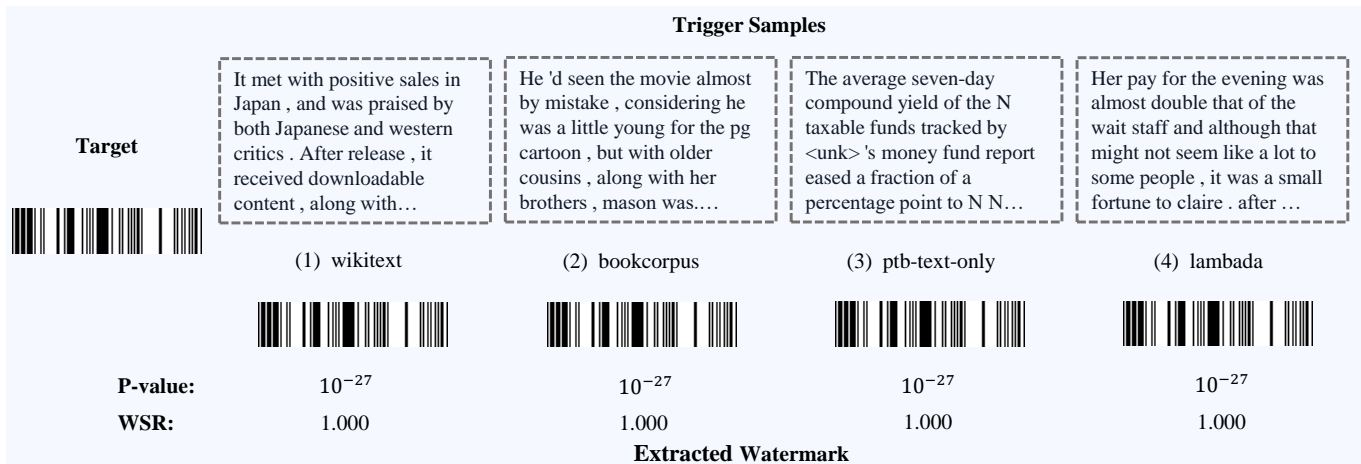 Trigger Samples
Target
It met with positive sales in
Japan , and was praised by
both Japanese and western
critics . After release , it
received downloadable
content , along with…
(1) wikitext
He 'd seen the movie almost
by mistake , considering he
was a little young for the pg
cartoon , but with older
cousins , along with her
brothers , mason was.…
(2) bookcorpus
The average seven-day
compound yield of the N
taxable funds tracked by
<unk> 's money fund report
eased a fraction of a
percentage point to N N…
(3) ptb-text-only
Her pay for the evening was
almost double that of the
wait staff and although that
might not seem like a lot to
some people , it was a small
fortune to claire . after …
(4) lambada
P-value: 10⁻²⁷ 10⁻²⁷ 10⁻²⁷ 10⁻²⁷
WSR: 1.000 1.000 1.000 1.000
Extracted Watermark